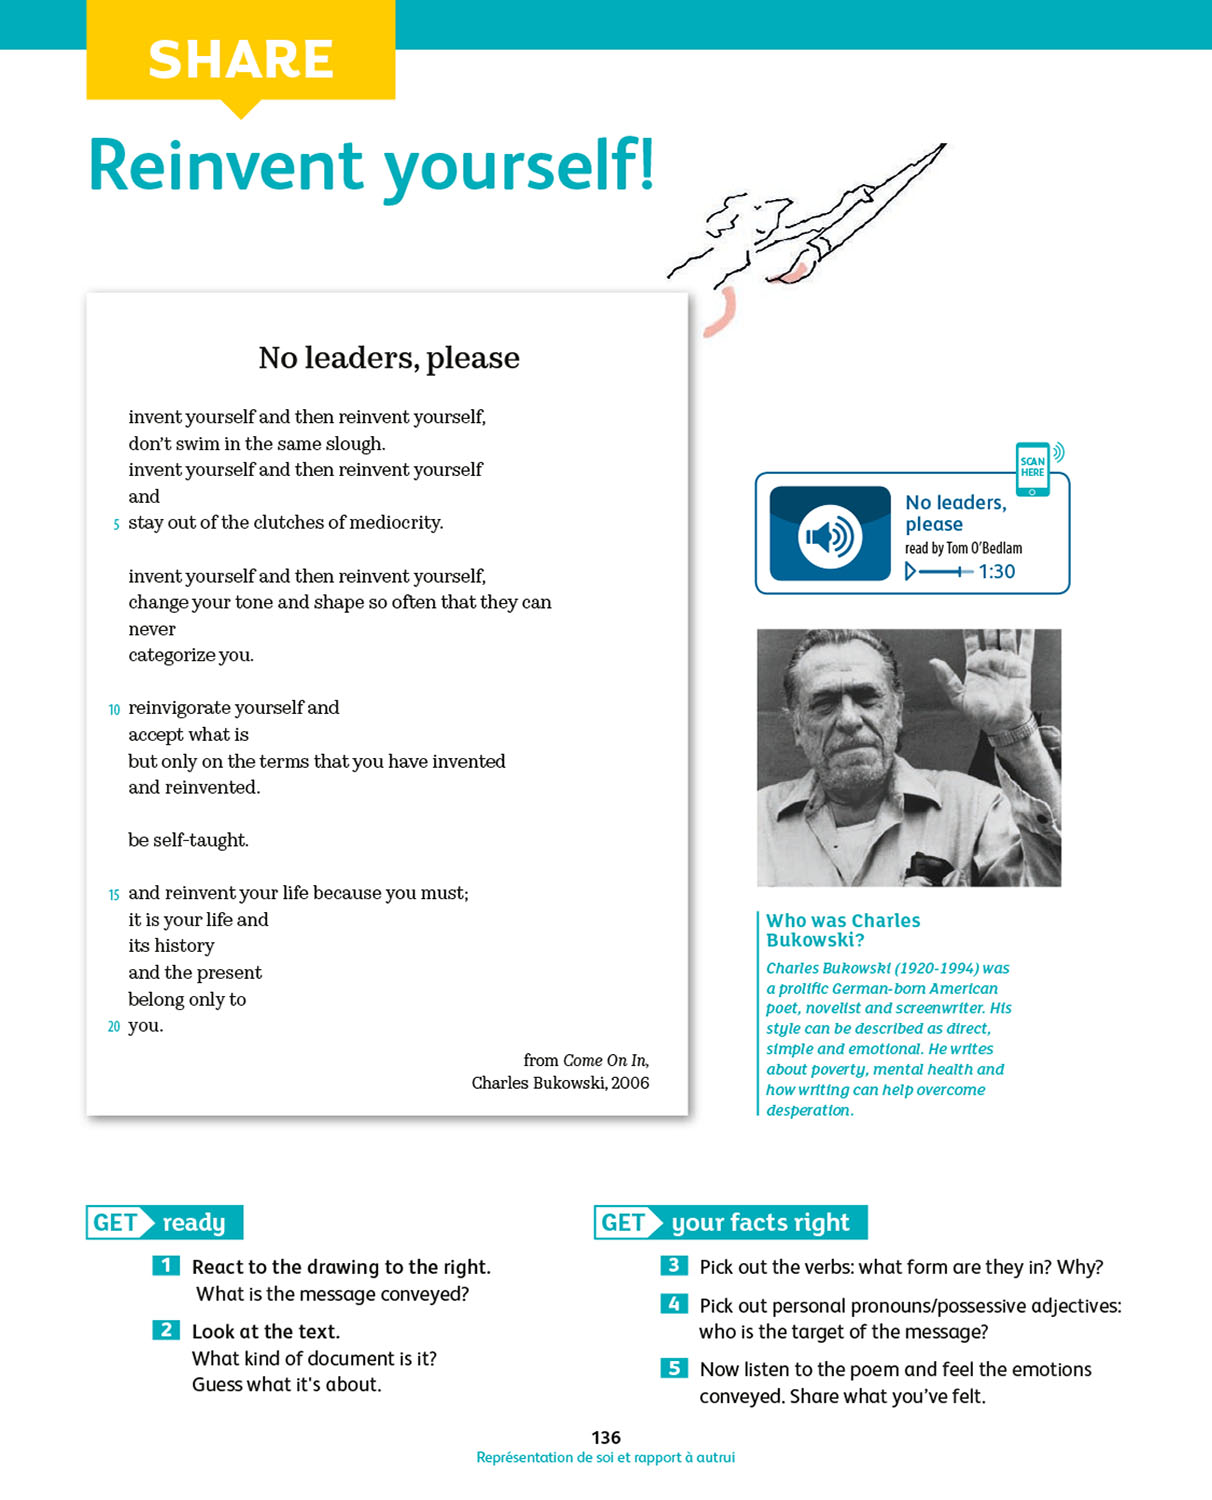 SHARE
Reinvent yourself!
No leaders, please
invent yourself and then reinvent yourself,
don't swim in the same slough.
invent yourself and then reinvent yourself
and
5 stay out of the clutches of mediocrity.
invent yourself and then reinvent yourself,
change your tone and shape so often that they can
never
categorize you.
10 reinvigorate yourself and
accept what is
but only on the terms that you have invented
and reinvented.
be self-taught.
15 and reinvent your life because you must;
it is your life and
its history
and the present
belong only to
20 you.
from Come On In,
Charles Bukowski, 2006
SCAN
HERE
No leaders,
please
read by Tom O'Bedlam
1:30
Who was Charles
Bukowski?
Charles Bukowski (1920-1994) was
a prolific German-born American
poet, novelist and screenwriter. His
style can be described as direct,
simple and emotional. He writes
about poverty, mental health and
how writing can help overcome
desperation.
GET ready
1 React to the drawing to the right.
What is the message conveyed?
2 Look at the text.
What kind of document is it?
Guess what it's about.
GET your facts right
3 Pick out the verbs: what form are they in? Why?
4 Pick out personal pronouns/possessive adjectives:
who is the target of the message?
5 Now listen to the poem and feel the emotions
conveyed. Share what you've felt.
136
Représentation de soi et rapport à autrui